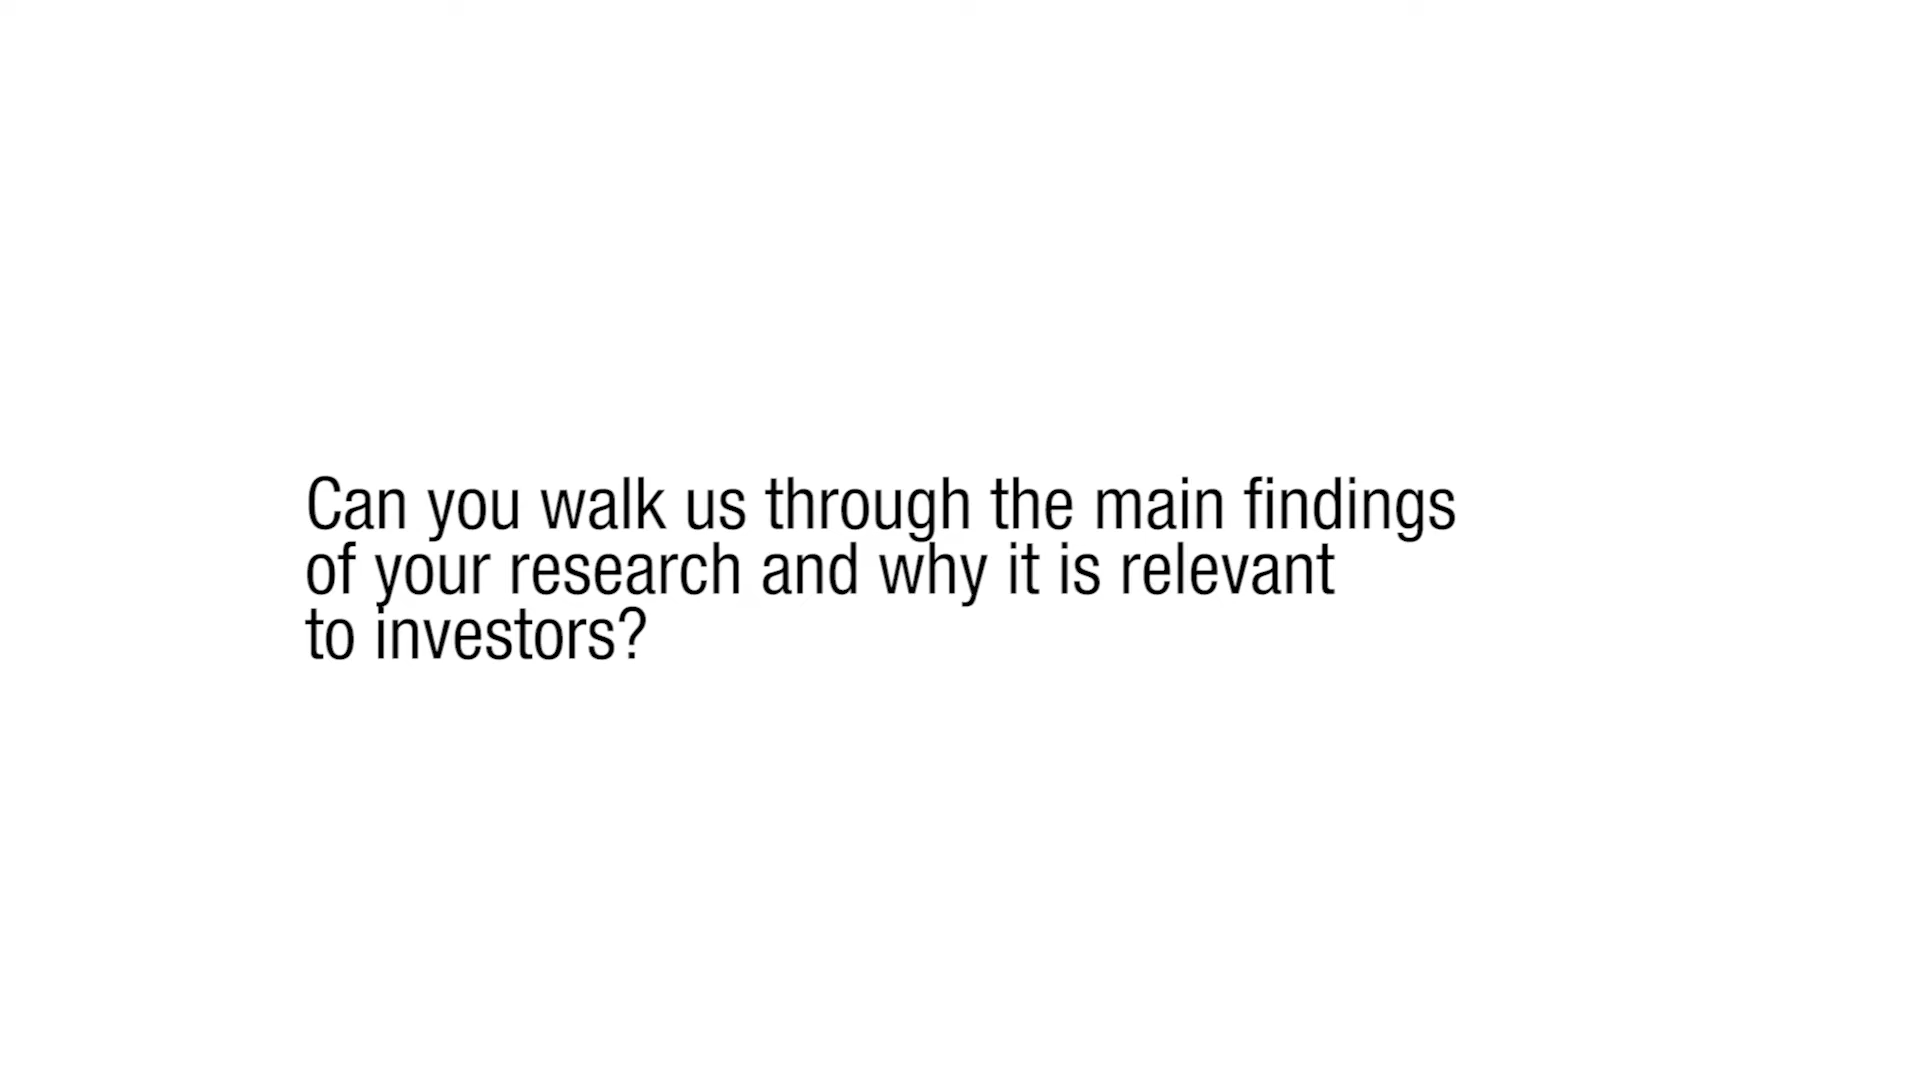 Can you walk us through the main findings
of your research and why it is relevant
to investors?